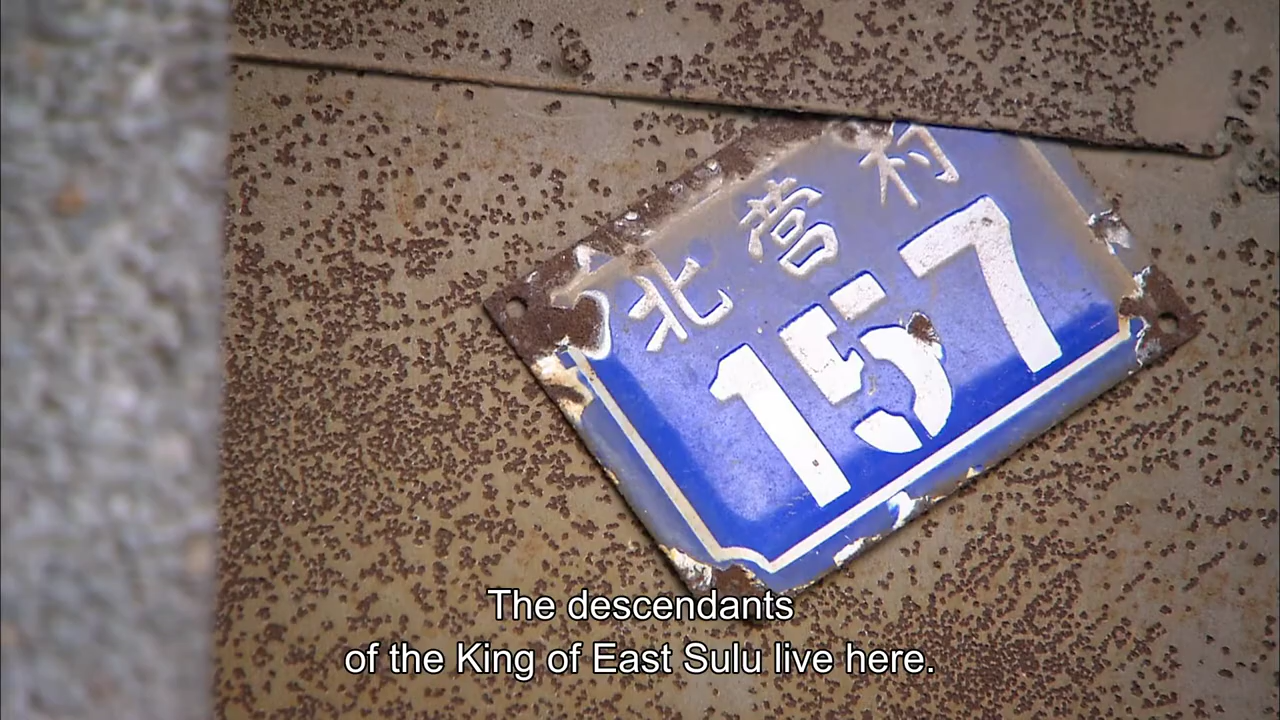 北营村
157
The descendants
of the King of East Sulu live here.